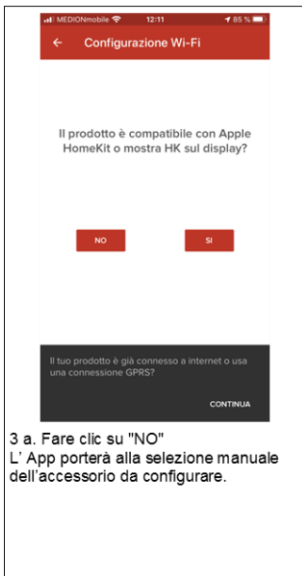 MEDIONmobile 12:11 85 %
← Configurazione Wi-Fi
Il prodotto è compatibile con Apple
HomeKit o mostra HK sul display?
NO SI
Il tuo prodotto è già connesso a internet o usa
una connessione GPRS?
CONTINUA
3 a. Fare clic su "NO"
L' App porterà alla selezione manuale
dell'accessorio da configurare.